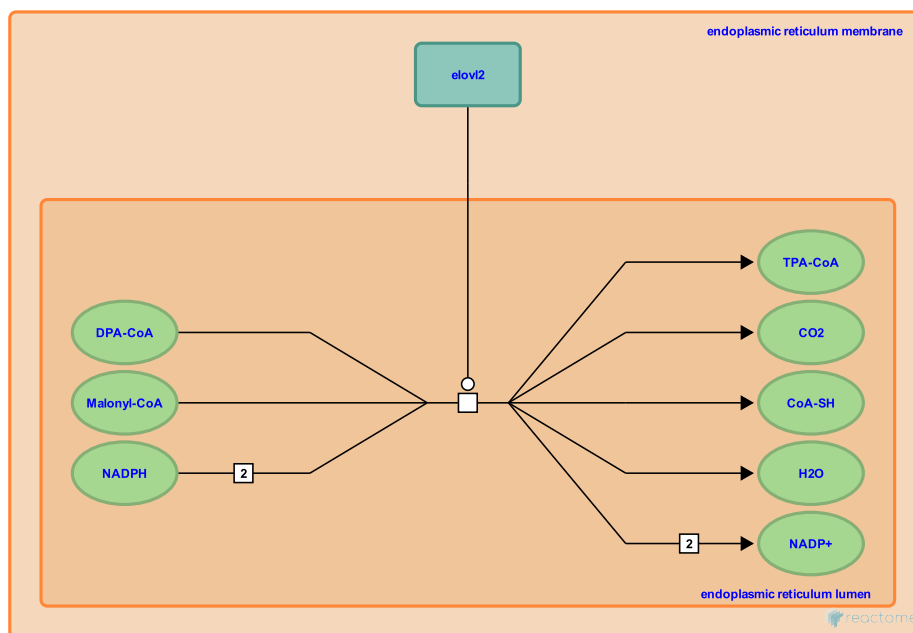 endoplasmic reticulum membrane
elovl2
TPA-CoA
DPA-CoA
CO2
Malonyl-CoA
CoA-SH
NADPH
2
H2O
2
NADP+
endoplasmic reticulum lumen
reactome